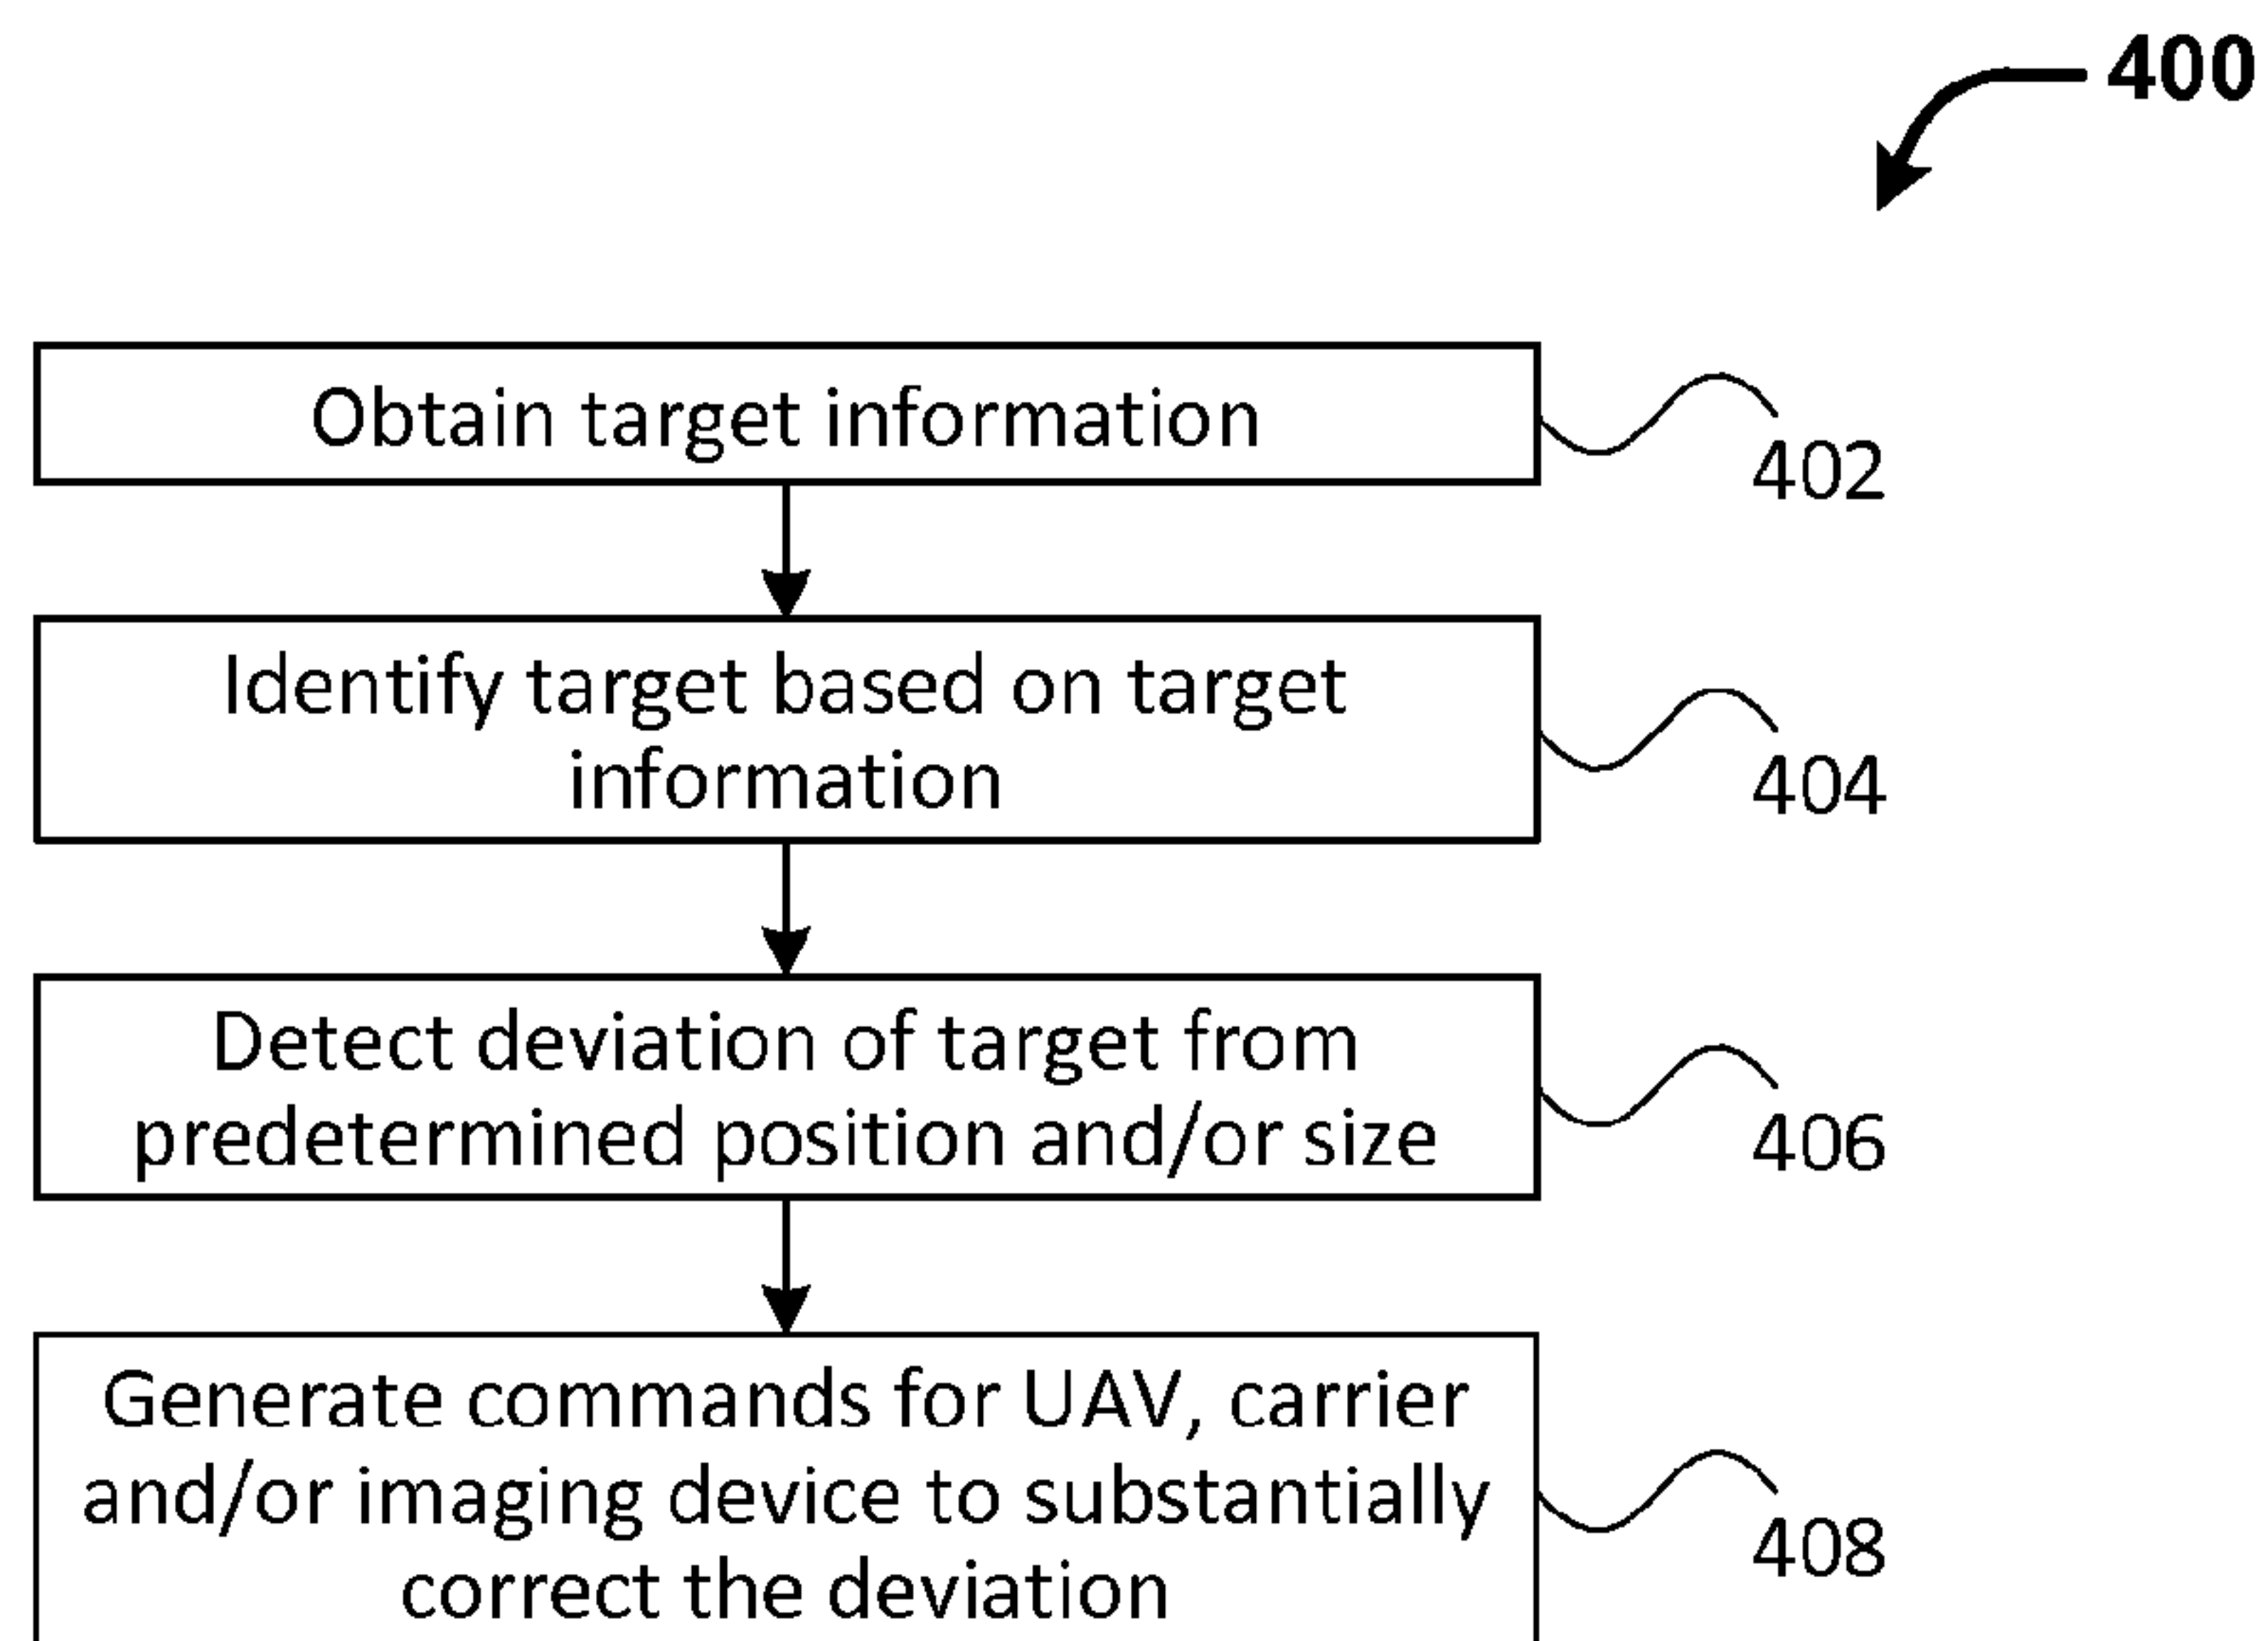 400
Obtain target information
402
Identify target based on target
information
404
Detect deviation of target from
predetermined position and/or size
406
Generate commands for UAV, carrier
and/or imaging device to substantially
correct the deviation
408